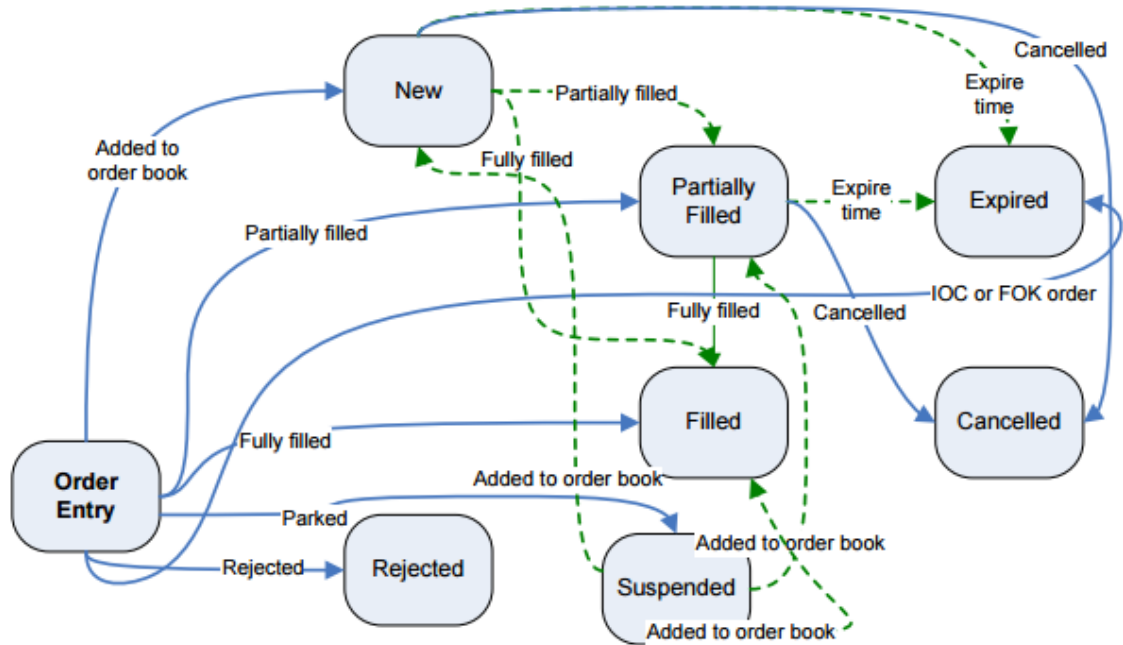 Cancelled
New
Partially filled
Expire
time
Added to
order book
Fully filled
Partially
Filled
Expire
time
Expired
Partially filled
IOC or FOK order
Fully filled
Cancelled
Filled
Cancelled
Fully filled
Order
Entry
Added to order book
Parked
Added to order book
Rejected
Rejected
Suspended
Added to order book